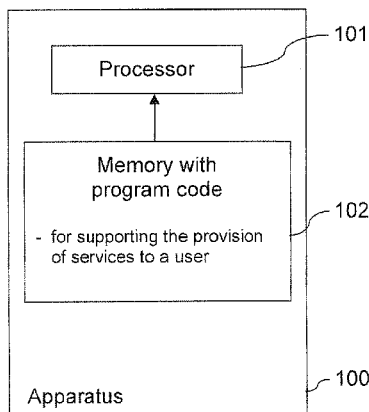 Processor
101
Memory with
program code
- for supporting the provision
of services to a user
102
Apparatus
100